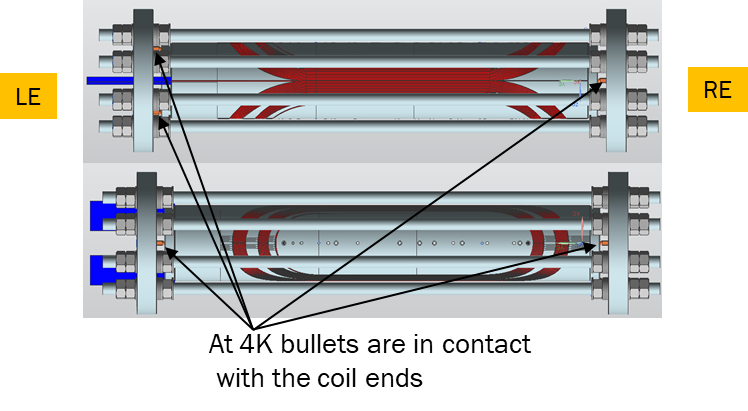 LE
RE
At 4K bullets are in contact
with the coil ends